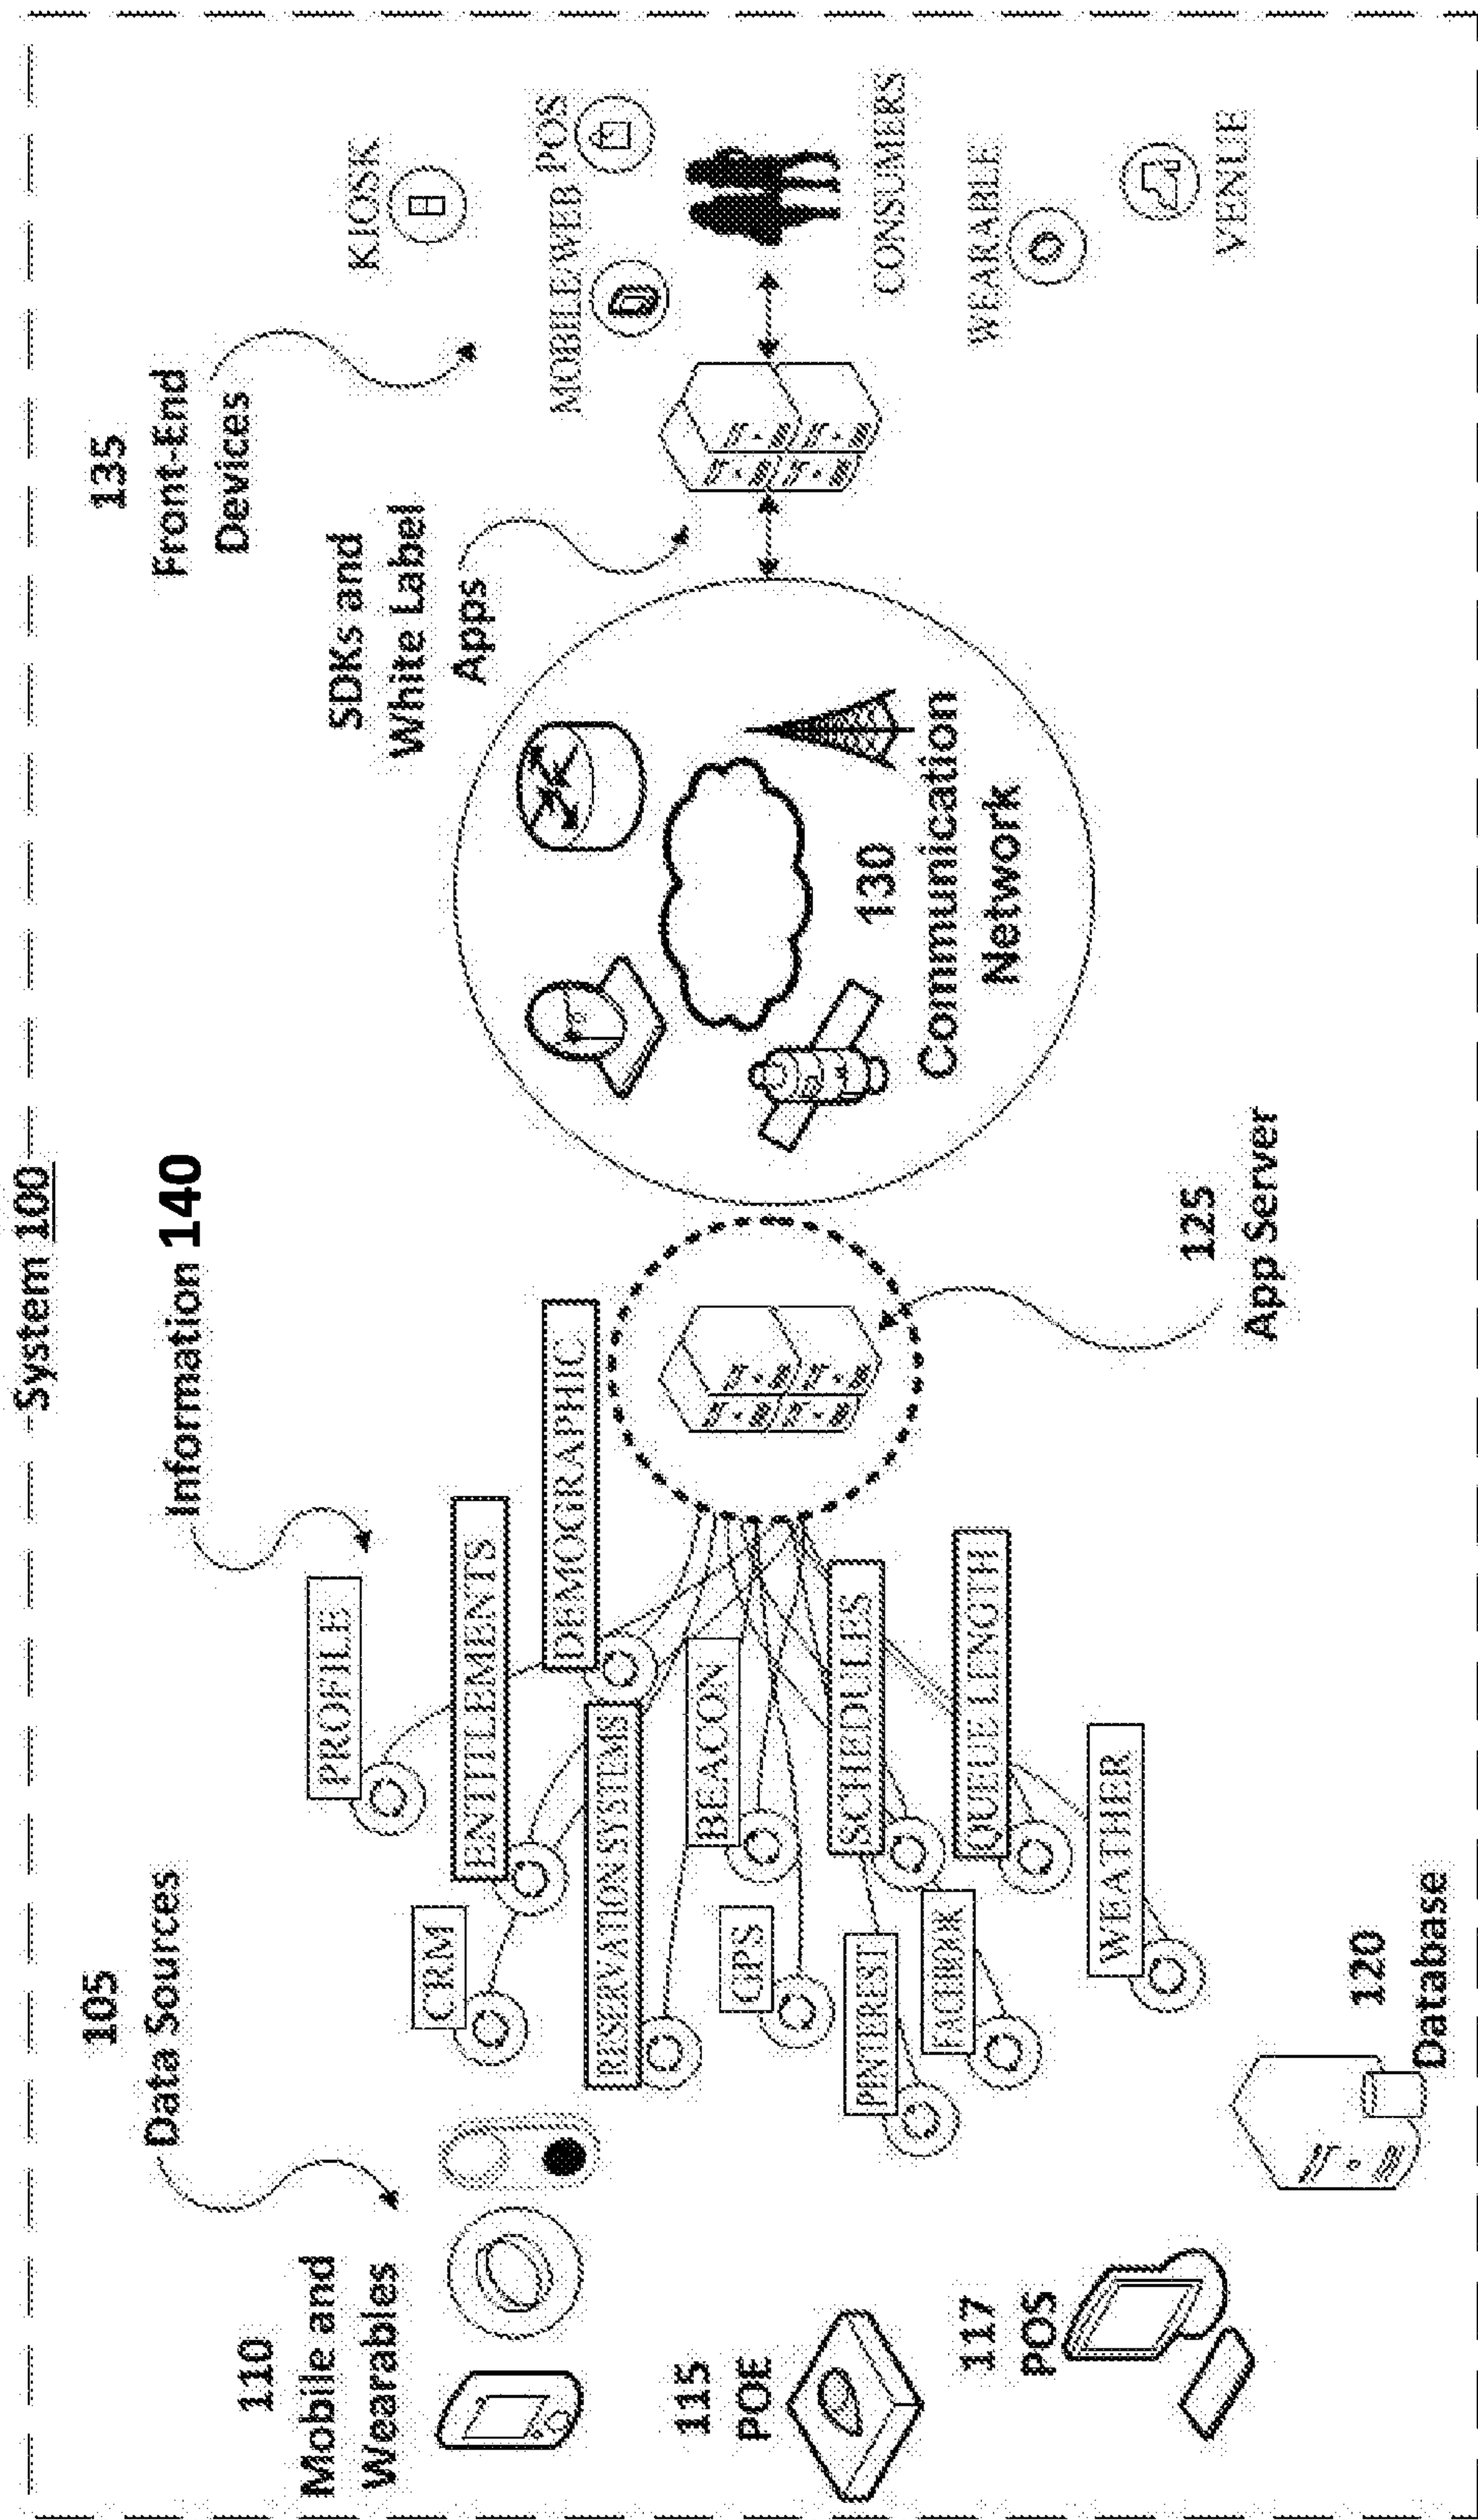 System 100
105
Data Sources
110
Mobile and
Wearables
115
POE
117
POS
120
Database
Information 140
PROFILE
CRM
ENTITLEMENTS
DEMOGRAPHIC
RESERVATION SYSTEMS
BEACON
GPS
SCHEDULES
PINTEREST
FACEBOOK
QUEUE LENGTH
WEATHER
125
App Server
130
Communication
Network
SDKs and
White Label
Apps
135
Front-End
Devices
KIOSK
MOBILE/WEB
POS
CONSUMERS
WEARABLE
VENUE